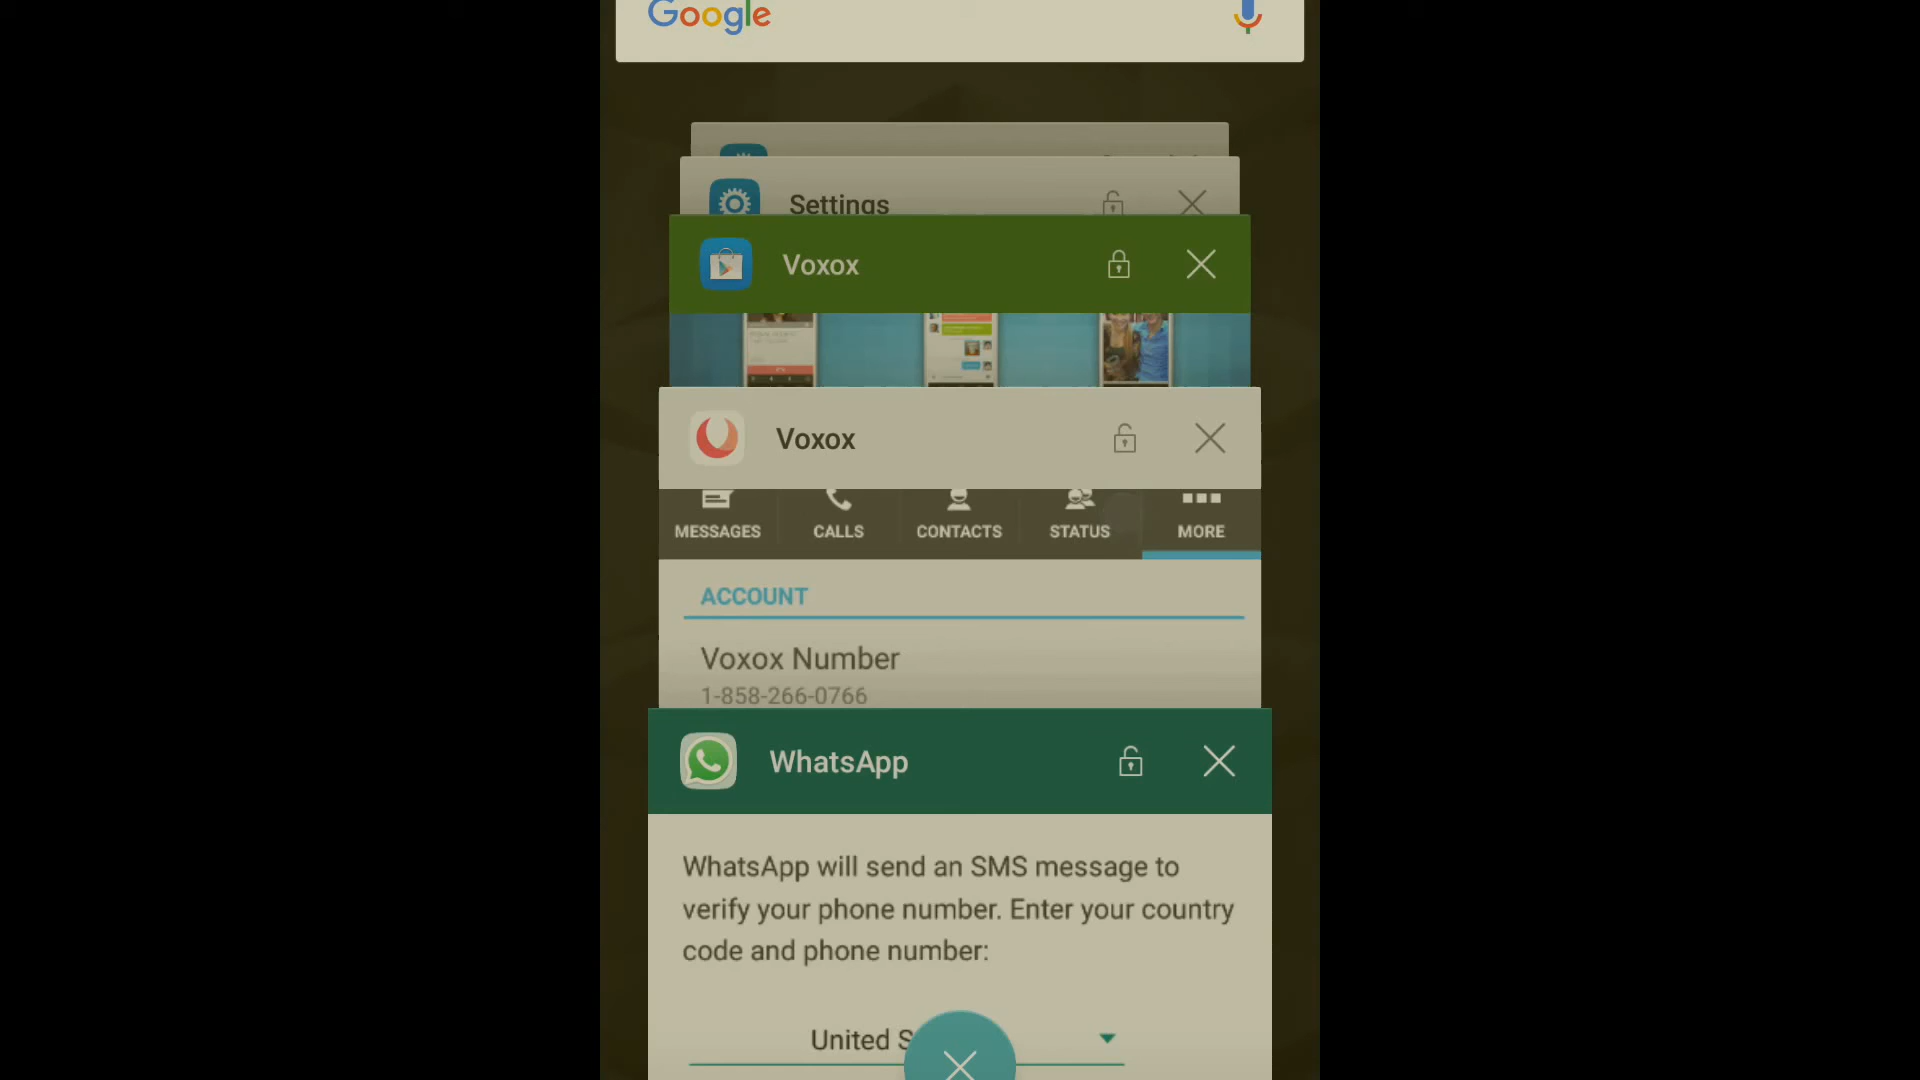 Google
Settings
Voxox
Voxox
MESSAGES CALLS CONTACTS STATUS MORE
ACCOUNT
Voxox Number
1-858-266-0766
WhatsApp
WhatsApp will send an SMS message to
verify your phone number. Enter your country
code and phone number:
United S